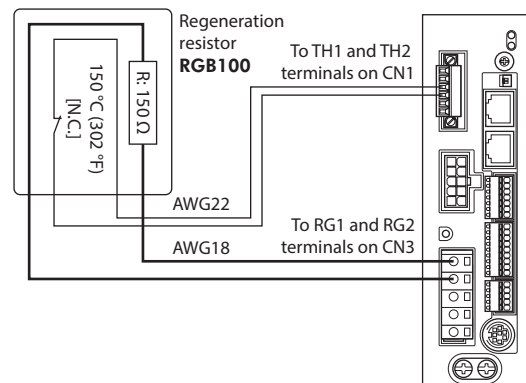 Regeneration
resistor
RGB100
R: 150 Ω
150 °C (302 °F)
[N.C.]
To TH1 and TH2
terminals on CN1
AWG22
AWG18
To RG1 and RG2
terminals on CN3